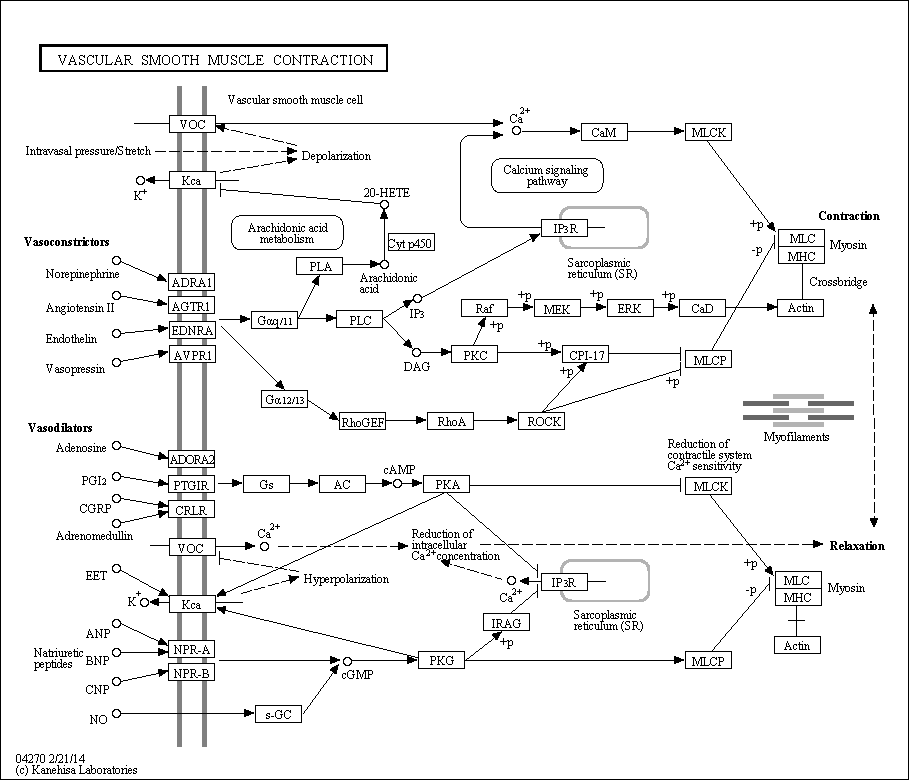 VASCULAR SMOOTH MUSCLE CONTRACTION
Vascular smooth muscle cell
VOC
Ca2+
CaM
MLCK
Intravasal pressure/Stretch
Depolarization
Kca
K+
20-HETE
Calcium signaling
pathway
Arachidonic acid
metabolism
Cyt p450
IP3R
+p
-p
Contraction
Vasoconstrictors
MLC
Myosin
MHC
PLA
Arachidonic
acid
Sarcoplasmic
reticulum (SR)
Norepinephrine
ADRA1
Crossbridge
Angiotensin II
AGTR1
IP3
Raf
+p
MEK
+p
ERK
+p
CaD
Actin
Gαq/11
PLC
Endothelin
EDNRA
+p
+p
Vasopressin
AVPR1
DAG
PKC
CPI-17
MLCP
+p
+p
Gα12/13
RhoGEF
RhoA
ROCK
Myofilaments
Vasodilators
Adenosine
ADORA2
Reduction of
contractile system
Ca2+ sensitivity
cAMP
PGI2
PTGIR
Gs
AC
PKA
MLCK
CGRP
CRLR
Adrenomedullin
Ca2+
VOC
Reduction of
intracellular
Ca2+concentration
Relaxation
EET
Hyperpolarization
+p
IP3R
Ca2+
MLC
Myosin
-p
MHC
K+
Kca
Sarcoplasmic
reticulum (SR)
IRAG
+p
ANP
Actin
Natriuretic
peptides
BNP
NPR-A
cGMP
PKG
MLCP
CNP
NPR-B
NO
s-GC
04270 2/21/14
(c) Kanehisa Laboratories